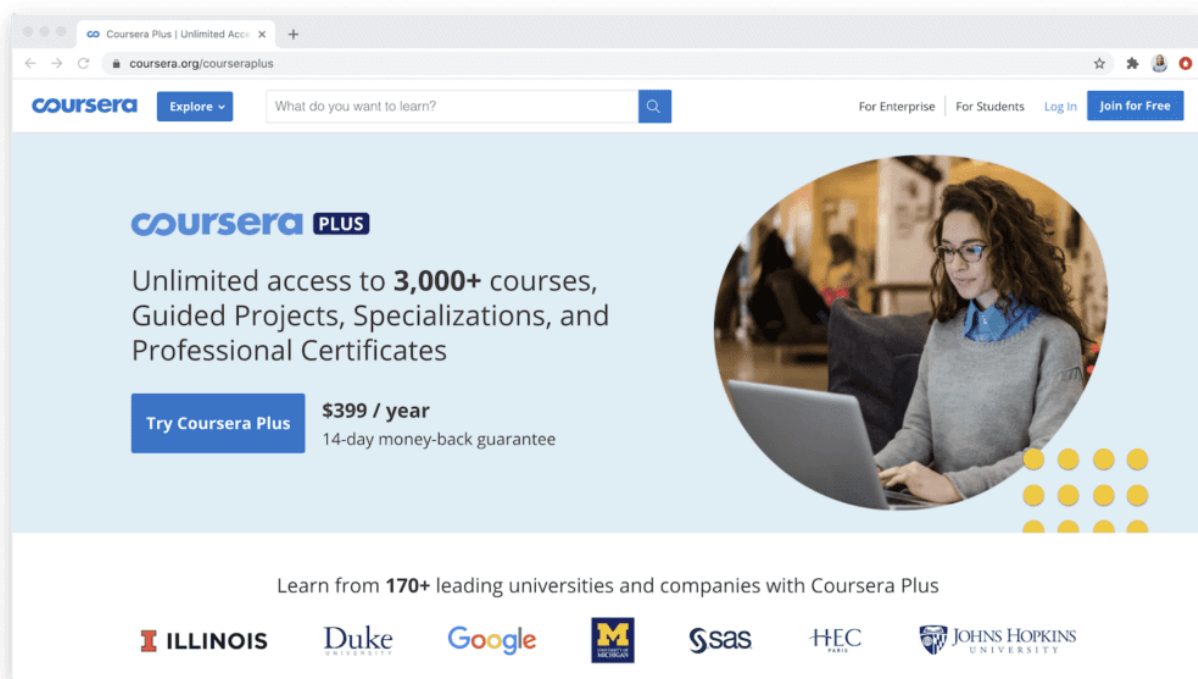 Coursera Plus | Unlimited Acce
coursera.org/courseraplus
coursera
Explore
What do you want to learn?
For Enterprise
For Students
Log In
Join for Free
coursera PLUS
Unlimited access to 3,000+ courses,
Guided Projects, Specializations, and
Professional Certificates
Try Coursera Plus
$399 / year
14-day money-back guarantee
Learn from 170+ leading universities and companies with Coursera Plus
I ILLINOIS
Duke
UNIVERSITY
Google
M
UNIVERSITY OF
MICHIGAN
sas
HEC
PARIS
JOHNS HOPKINS
UNIVERSITY